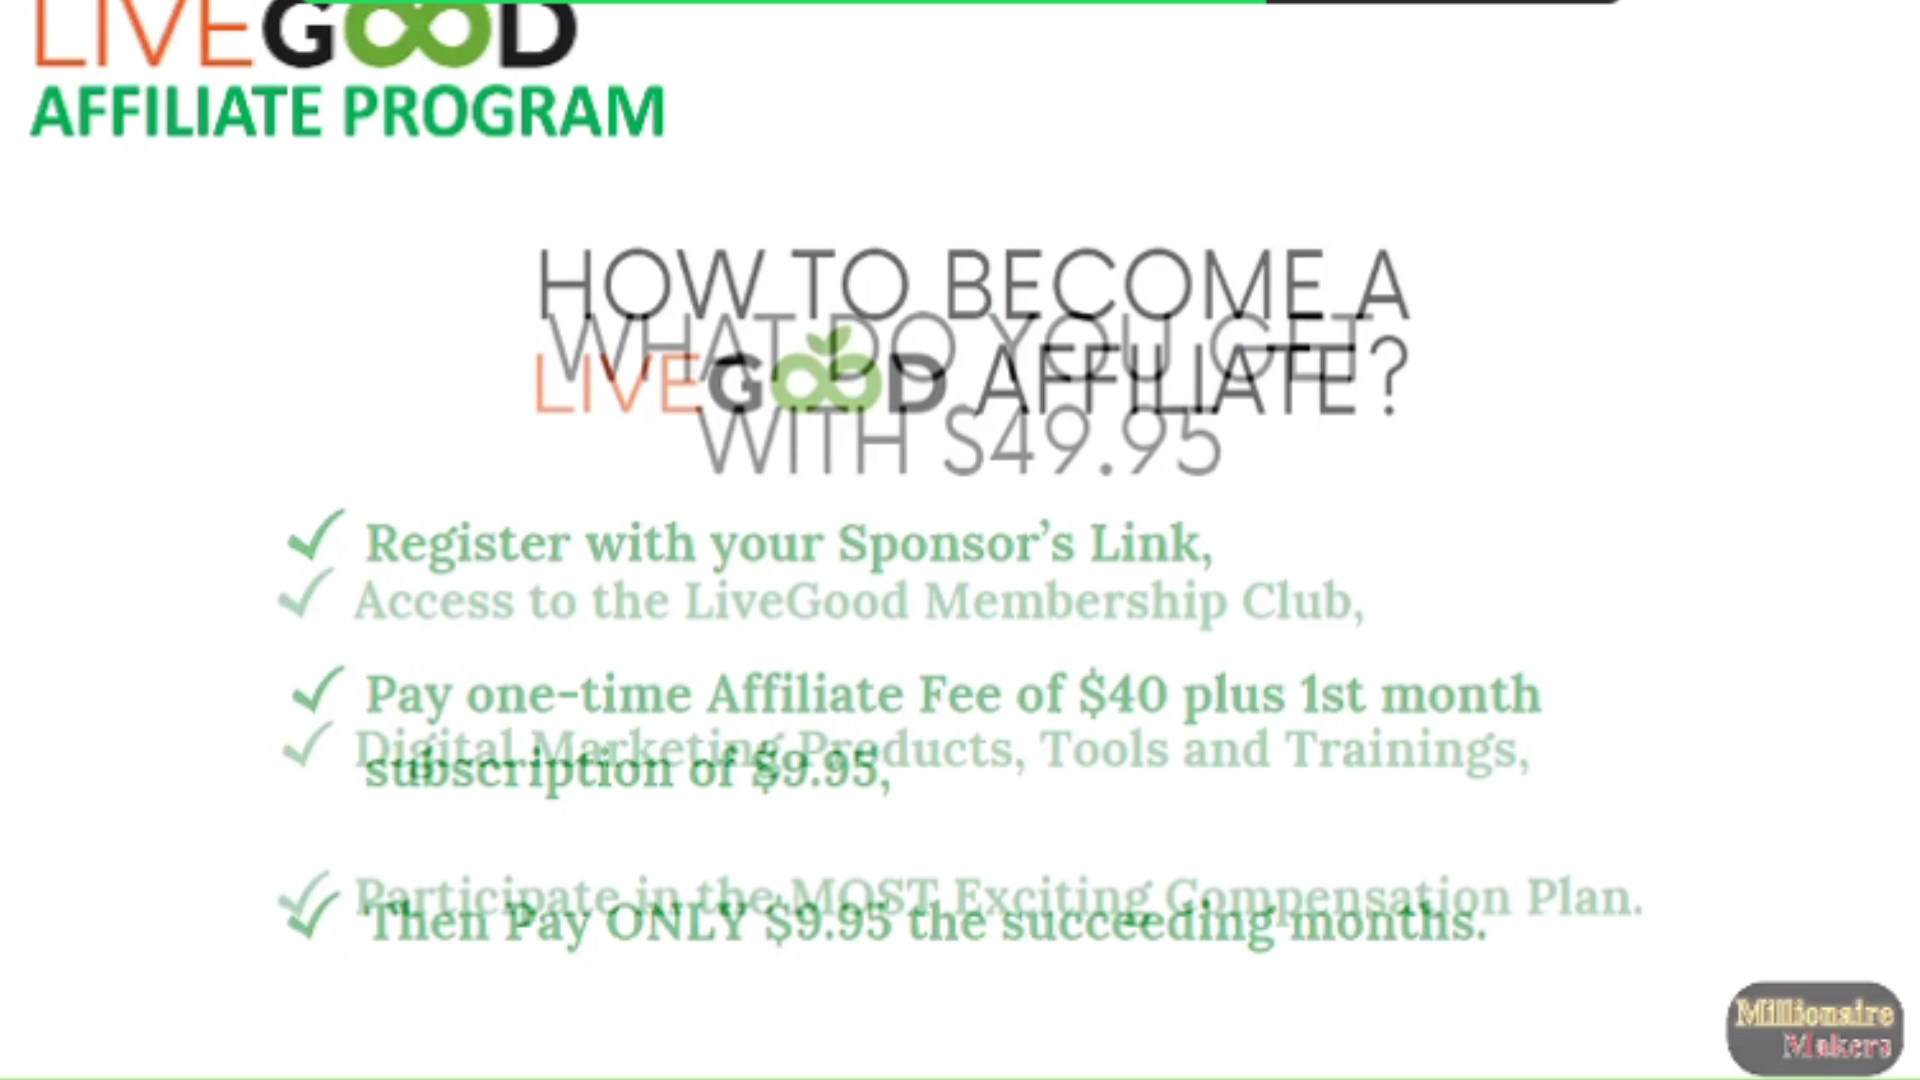 LIVEGOOD
AFFILIATE PROGRAM
HOW TO BECOME A
LIVEGOOD AFFILIATE?
WHAT DO YOU GET
WITH $49.95
Register with your Sponsor's Link,
Access to the LiveGood Membership Club,
Pay one-time Affiliate Fee of $40 plus 1st month
subscription of $9.95,
Digital Marketing Products, Tools and Trainings,
Participate in the MOST Exciting Compensation Plan.
Then Pay ONLY $9.95 the succeeding months.
Millionaire
Makers